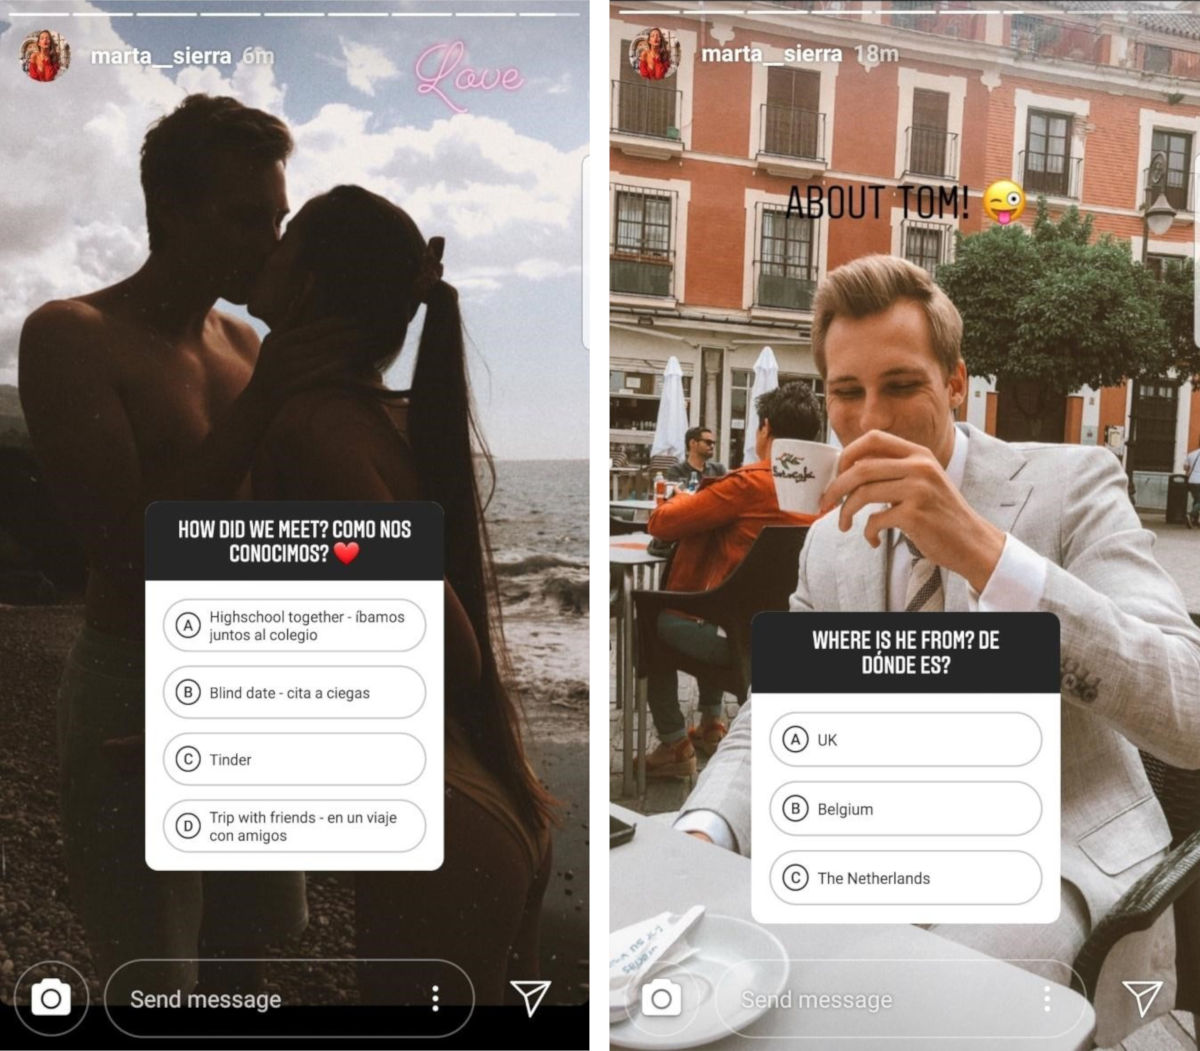 marta__sierra 6m
Love
HOW DID WE MEET? COMO NOS
CONOCIMOS? ❤️
A Highschool together - íbamos
juntos al colegio
B Blind date - cita a ciegas
C Tinder
D Trip with friends - en un viaje
con amigos
Send message
marta__sierra 18m
ABOUT TOM! 😜
WHERE IS HE FROM? DE
DÓNDE ES?
A UK
B Belgium
C The Netherlands
Send message